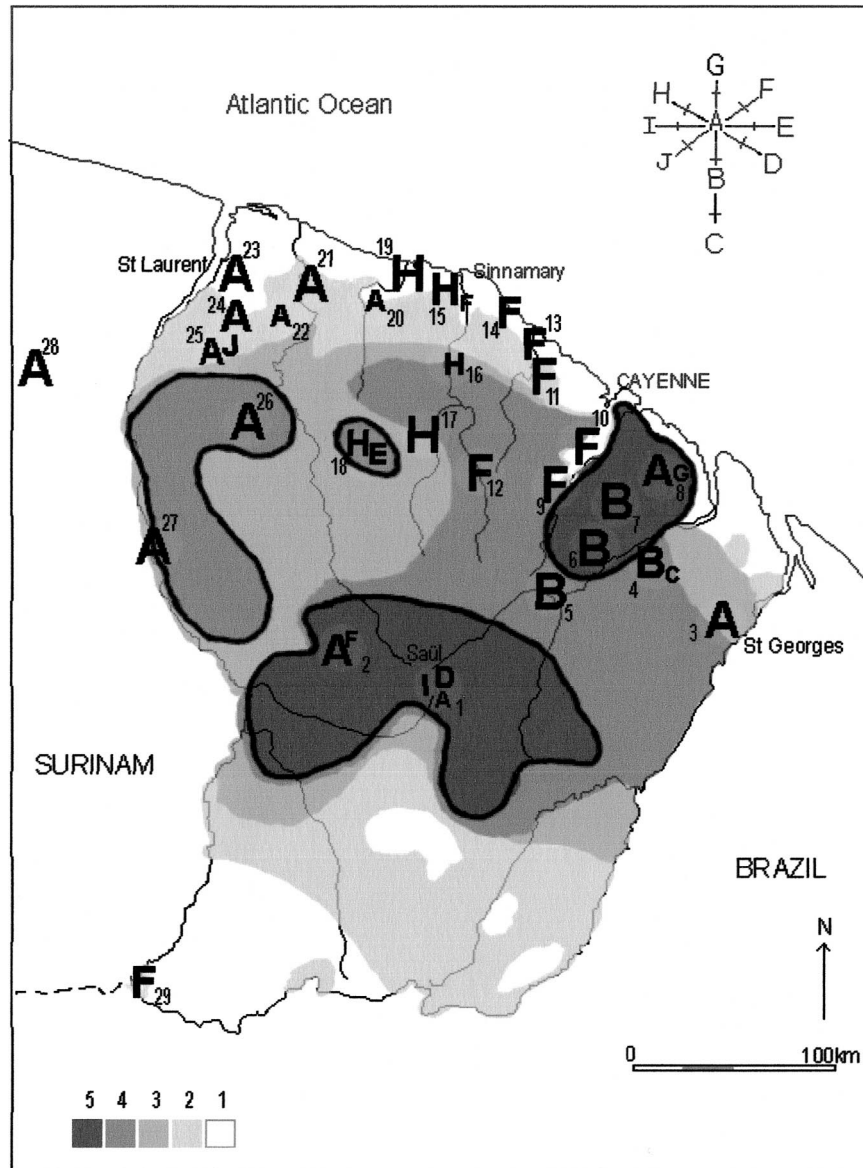 G
H F
Atlantic Ocean
I A E
J D
B
C
St Laurent
A 23
A 21
19 H
H 15 F
Sinnamary
A 24
A 22
A 20
14 F
F 13
A 28
25 A J
H 16
F 11
CAYENNE
A 26
18 H E
H 17
F 12
F 10
F 9
A G 8
B 7
A 27
6 B
B 5
B C 4
3 A
St Georges
A F 2
Saül
I D
A 1
SURINAM
BRAZIL
N
F 29
0 100km
5 4 3 2 1